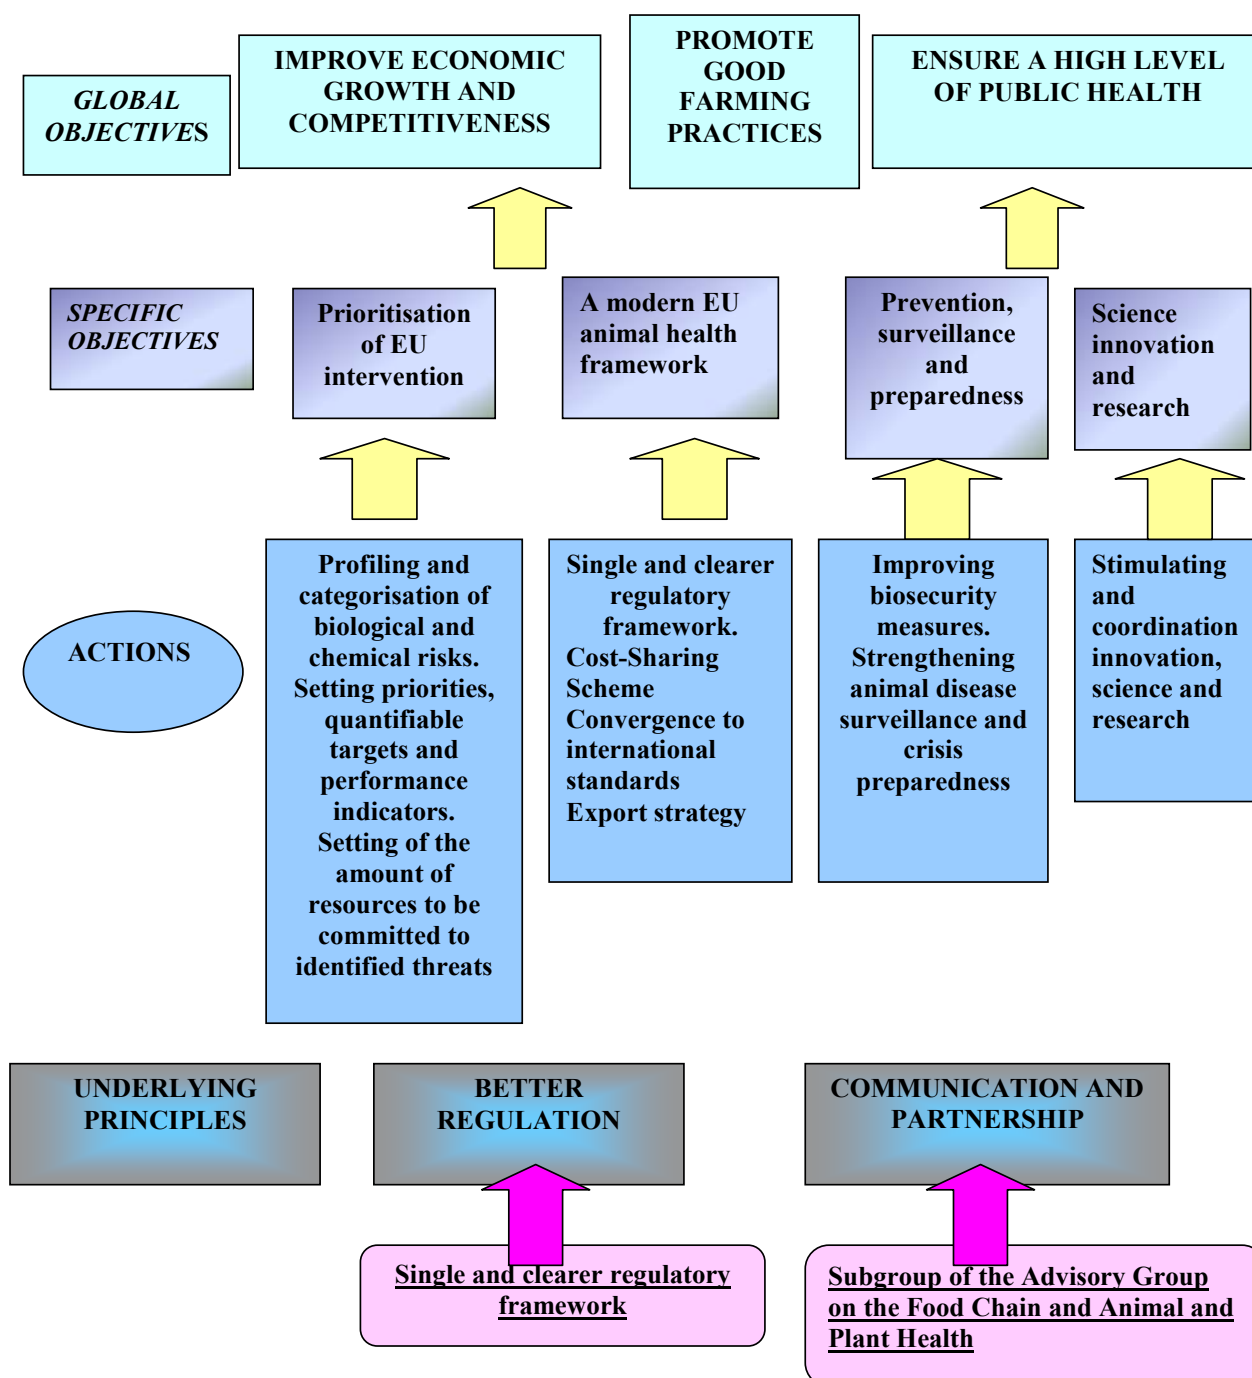 GLOBAL
OBJECTIVES
IMPROVE ECONOMIC
GROWTH AND
COMPETITIVENESS
PROMOTE
GOOD
FARMING
PRACTICES
ENSURE A HIGH LEVEL
OF PUBLIC HEALTH
SPECIFIC
OBJECTIVES
Prioritisation
of EU
intervention
A modern EU
animal health
framework
Prevention,
surveillance
and
preparedness
Science
innovation
and
research
ACTIONS
Profiling and
categorisation of
biological and
chemical risks.
Setting priorities,
quantifiable
targets and
performance
indicators.
Setting of the
amount of
resources to be
committed to
identified threats
Single and clearer
regulatory
framework.
Cost-Sharing
Scheme
Convergence to
international
standards
Export strategy
Improving
biosecurity
measures.
Strengthening
animal disease
surveillance and
crisis
preparedness
Stimulating
and
coordination
innovation,
science and
research
UNDERLYING
PRINCIPLES
BETTER
REGULATION
COMMUNICATION AND
PARTNERSHIP
Single and clearer regulatory
framework
Subgroup of the Advisory Group
on the Food Chain and Animal and
Plant Health